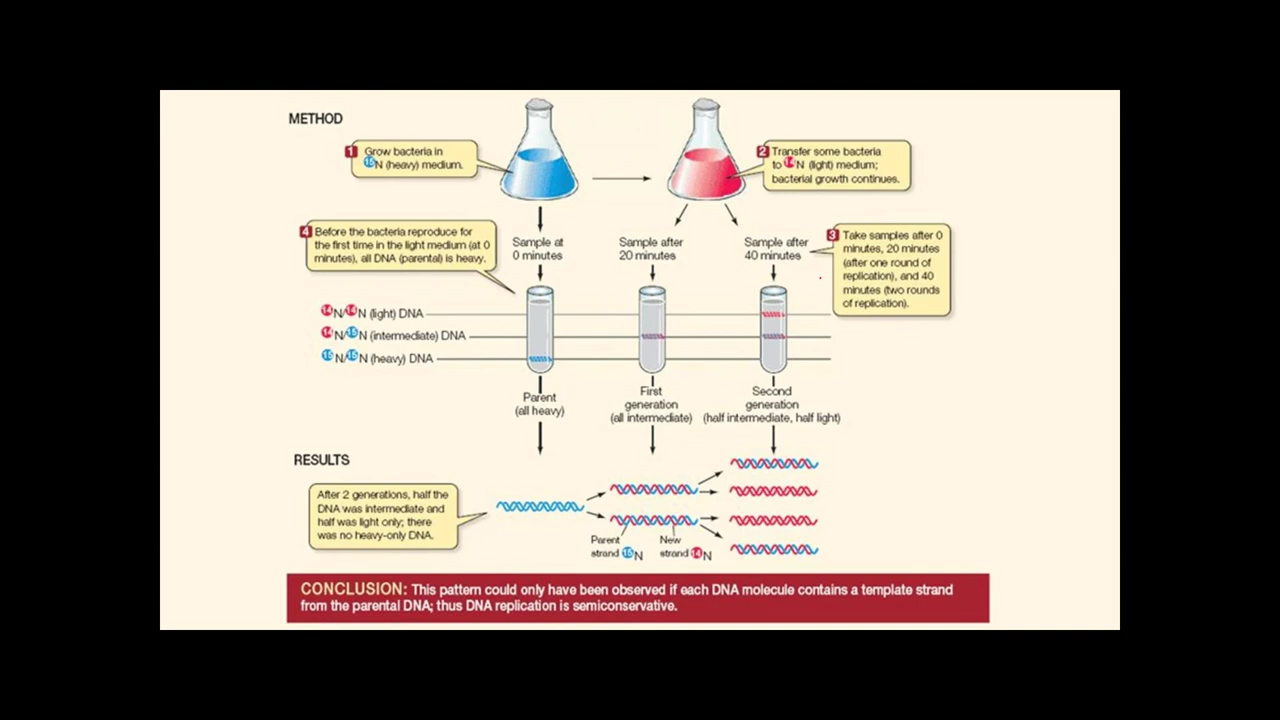 METHOD
1 Grow bacteria in
15N (heavy) medium.
2 Transfer some bacteria
to 14N (light) medium;
bacterial growth continues.
4 Before the bacteria reproduce for
the first time in the light medium (at 0
minutes), all DNA (parental) is heavy.
Sample at
0 minutes
Sample after
20 minutes
Sample after
40 minutes
3 Take samples after 0
minutes, 20 minutes
(after one round of
replication), and 40
minutes (two rounds
of replication).
14N/14N (light) DNA
14N/15N (intermediate) DNA
15N/15N (heavy) DNA
Parent
(all heavy)
First
generation
(all intermediate)
Second
generation
(half intermediate, half light)
RESULTS
After 2 generations, half the
DNA was intermediate and
half was light only; there
was no heavy-only DNA.
Parent
strand 15N
New
strand 14N
CONCLUSION: This pattern could only have been observed if each DNA molecule contains a template strand
from the parental DNA; thus DNA replication is semiconservative.